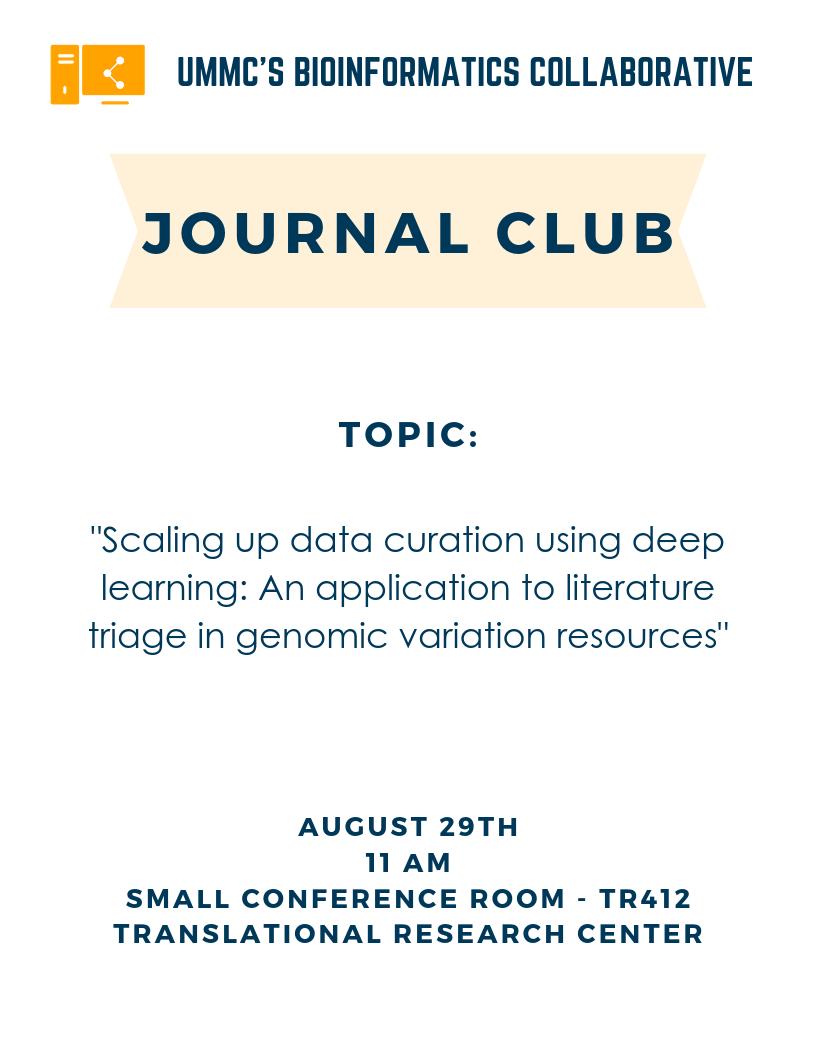 UMMC'S BIOINFORMATICS COLLABORATIVE
JOURNAL CLUB
TOPIC:
"Scaling up data curation using deep
learning: An application to literature
triage in genomic variation resources"
AUGUST 29TH
11 AM
SMALL CONFERENCE ROOM - TR412
TRANSLATIONAL RESEARCH CENTER